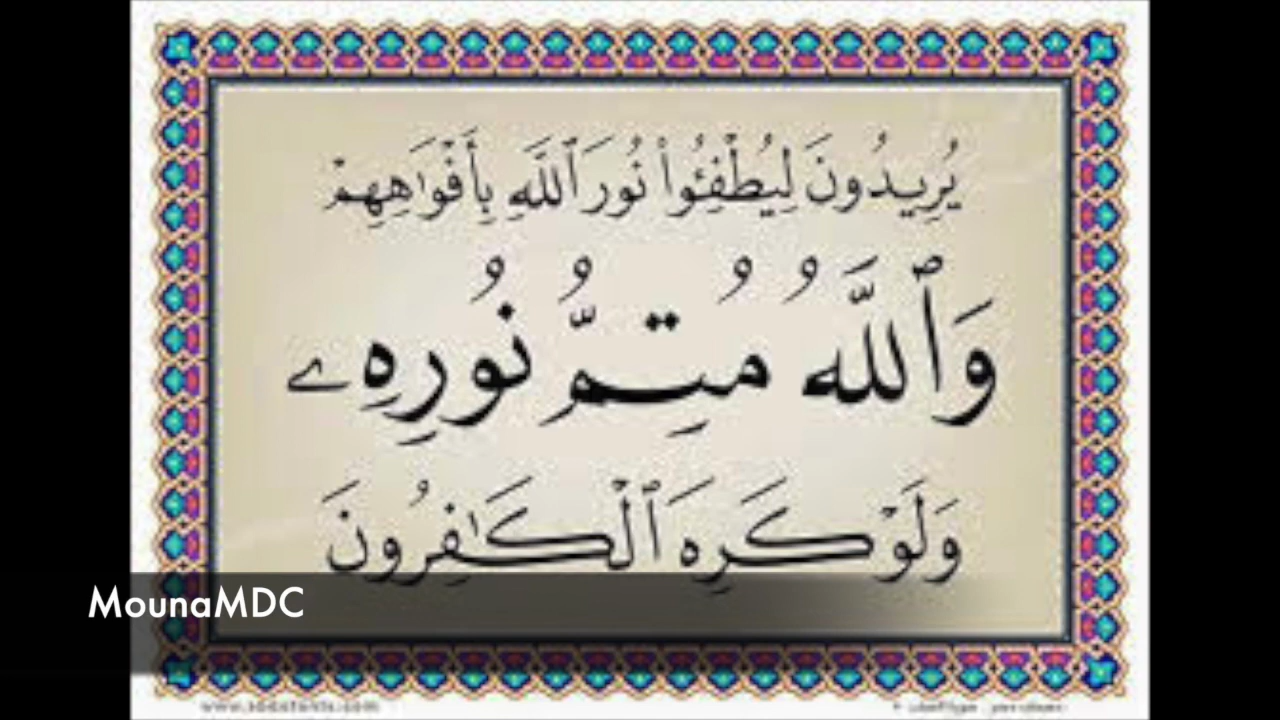 يُرِيدُونَ لِيُطْفِـُٔوا۟ نُورَ ٱللَّهِ بِأَفْوَٰهِهِمْ
وَٱللَّهُ مُتِمُّ نُورِهِۦ
وَلَوْ كَرِهَ ٱلْكَٰفِرُونَ
MounaMDC